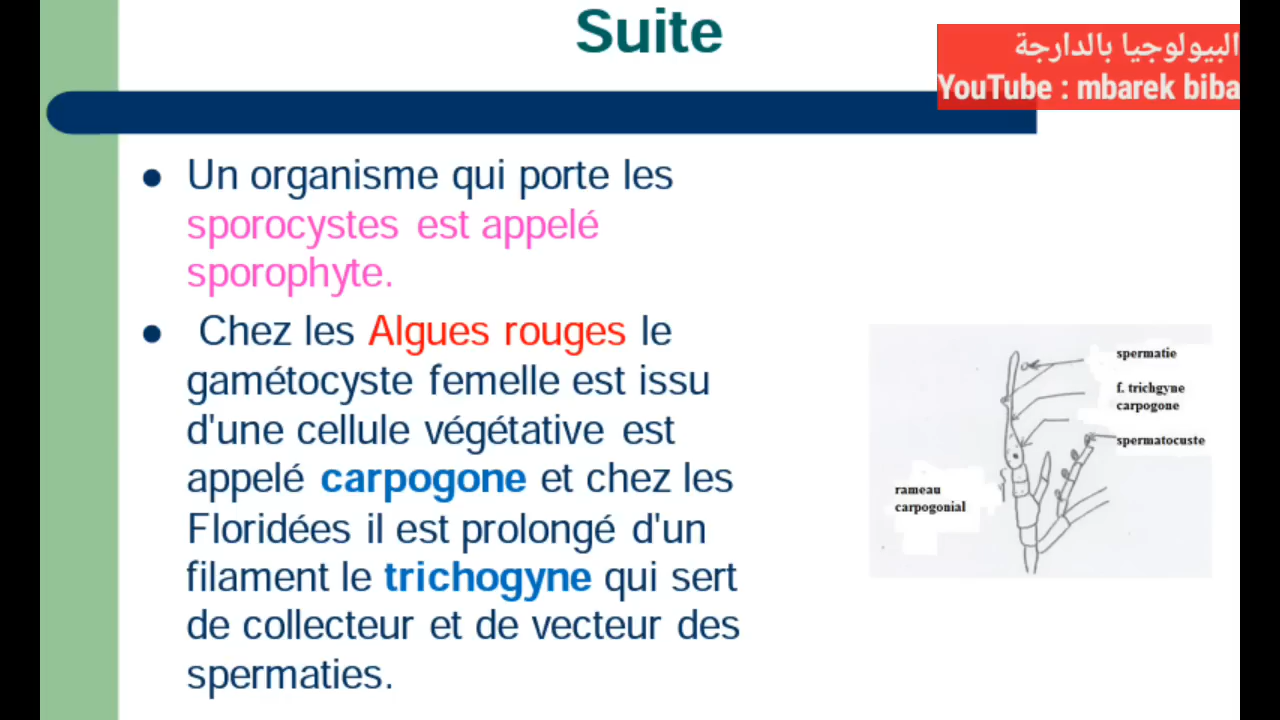 Suite
البيولوجيا بالدارجة
YouTube : mbarek biba
Un organisme qui porte les
sporocystes est appelé
sporophyte.
Chez les Algues rouges le
gamétocyste femelle est issu
d'une cellule végétative est
appelé carpogone et chez les
Floridées il est prolongé d'un
filament le trichogyne qui sert
de collecteur et de vecteur des
spermaties.
spermatie
f. trichgyne
carpogone
spermatocuste
rameau
carpogonial